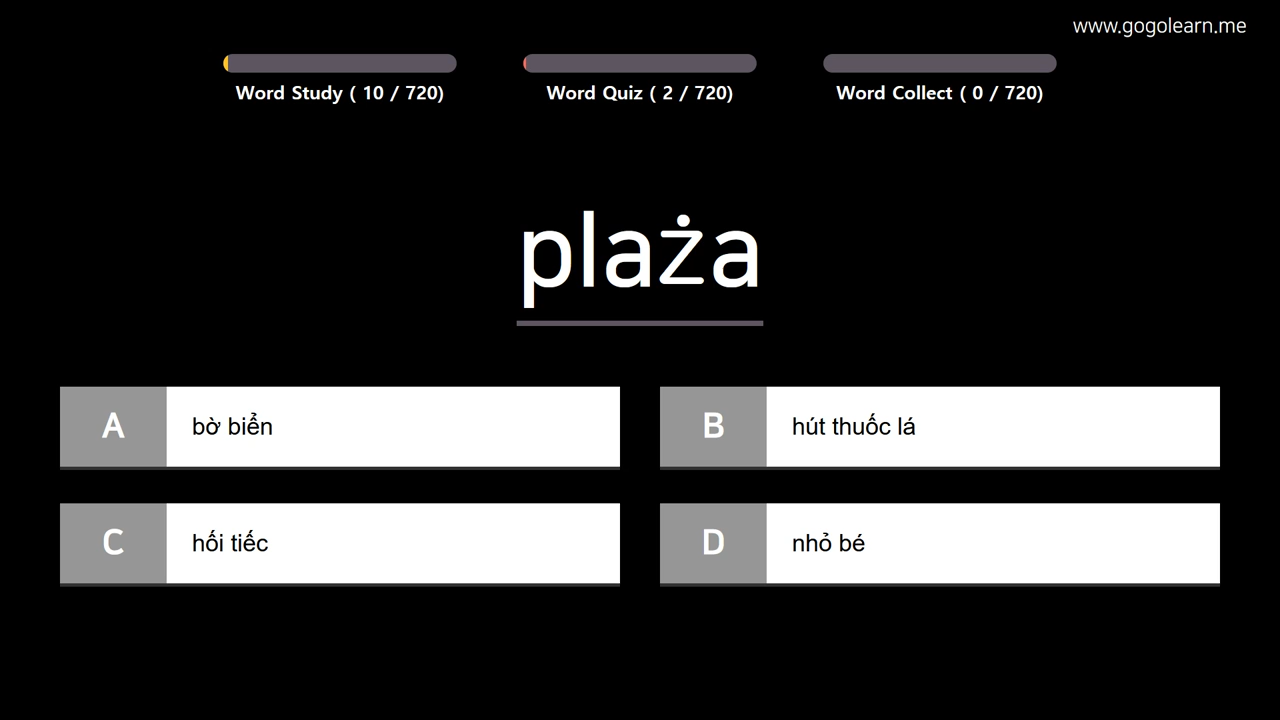 www.gogolearn.me
Word Study ( 10 / 720)
Word Quiz ( 2 / 720)
Word Collect ( 0 / 720)
plaża
A bờ biển
B hút thuốc lá
C hối tiếc
D nhỏ bé